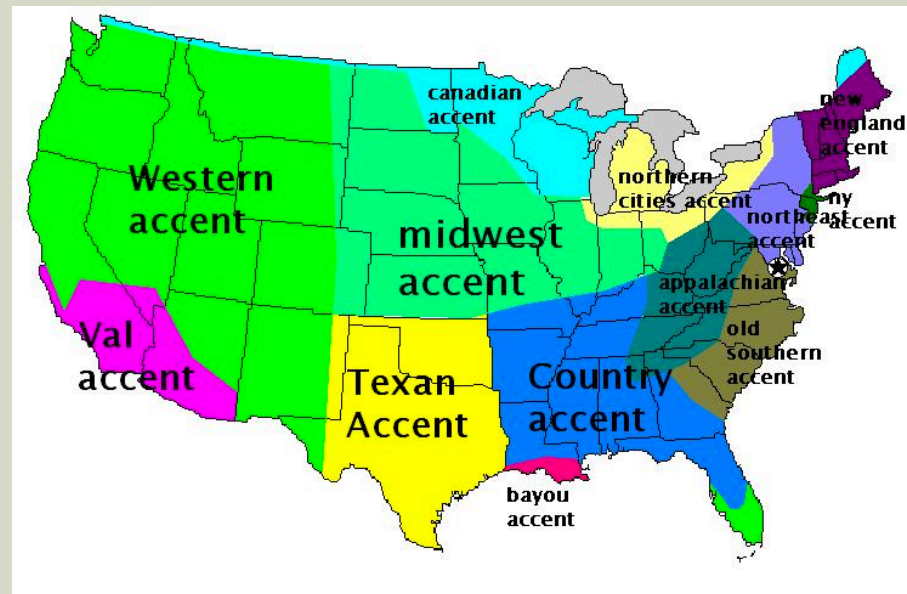 canadian
accent
new
england
accent
Western
accent
northern
cities accent
ny
accent
northeast
accent
midwest
accent
appalachian
accent
old
southern
accent
Val
accent
Texan
Accent
Country
accent
bayou
accent